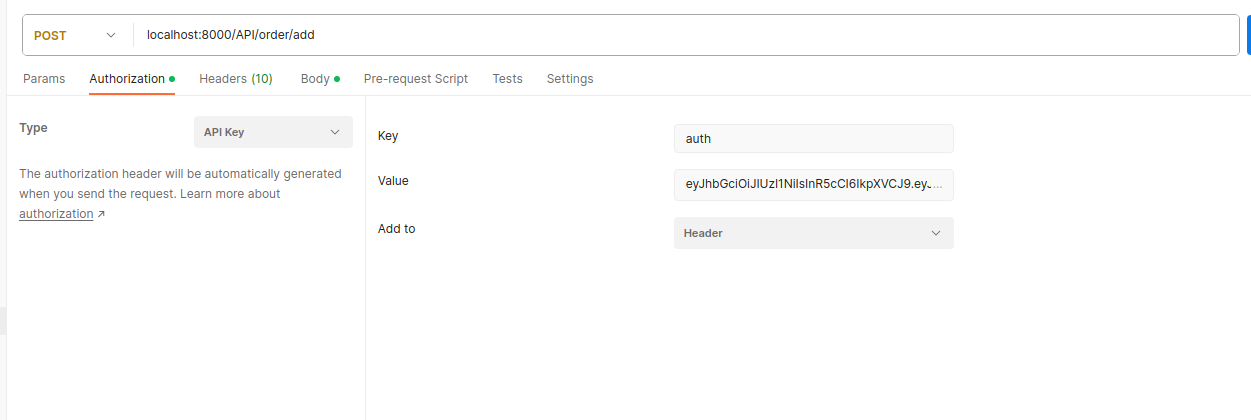 POST localhost:8000/API/order/add
Params Authorization Headers (10) Body Pre-request Script Tests Settings
Type API Key
The authorization header will be automatically generated
when you send the request. Learn more about
authorization ↗
Key auth
Value eyJhbGciOiJIUzI1NiIsInR5cCI6IkpXVCJ9.eyJ...
Add to Header